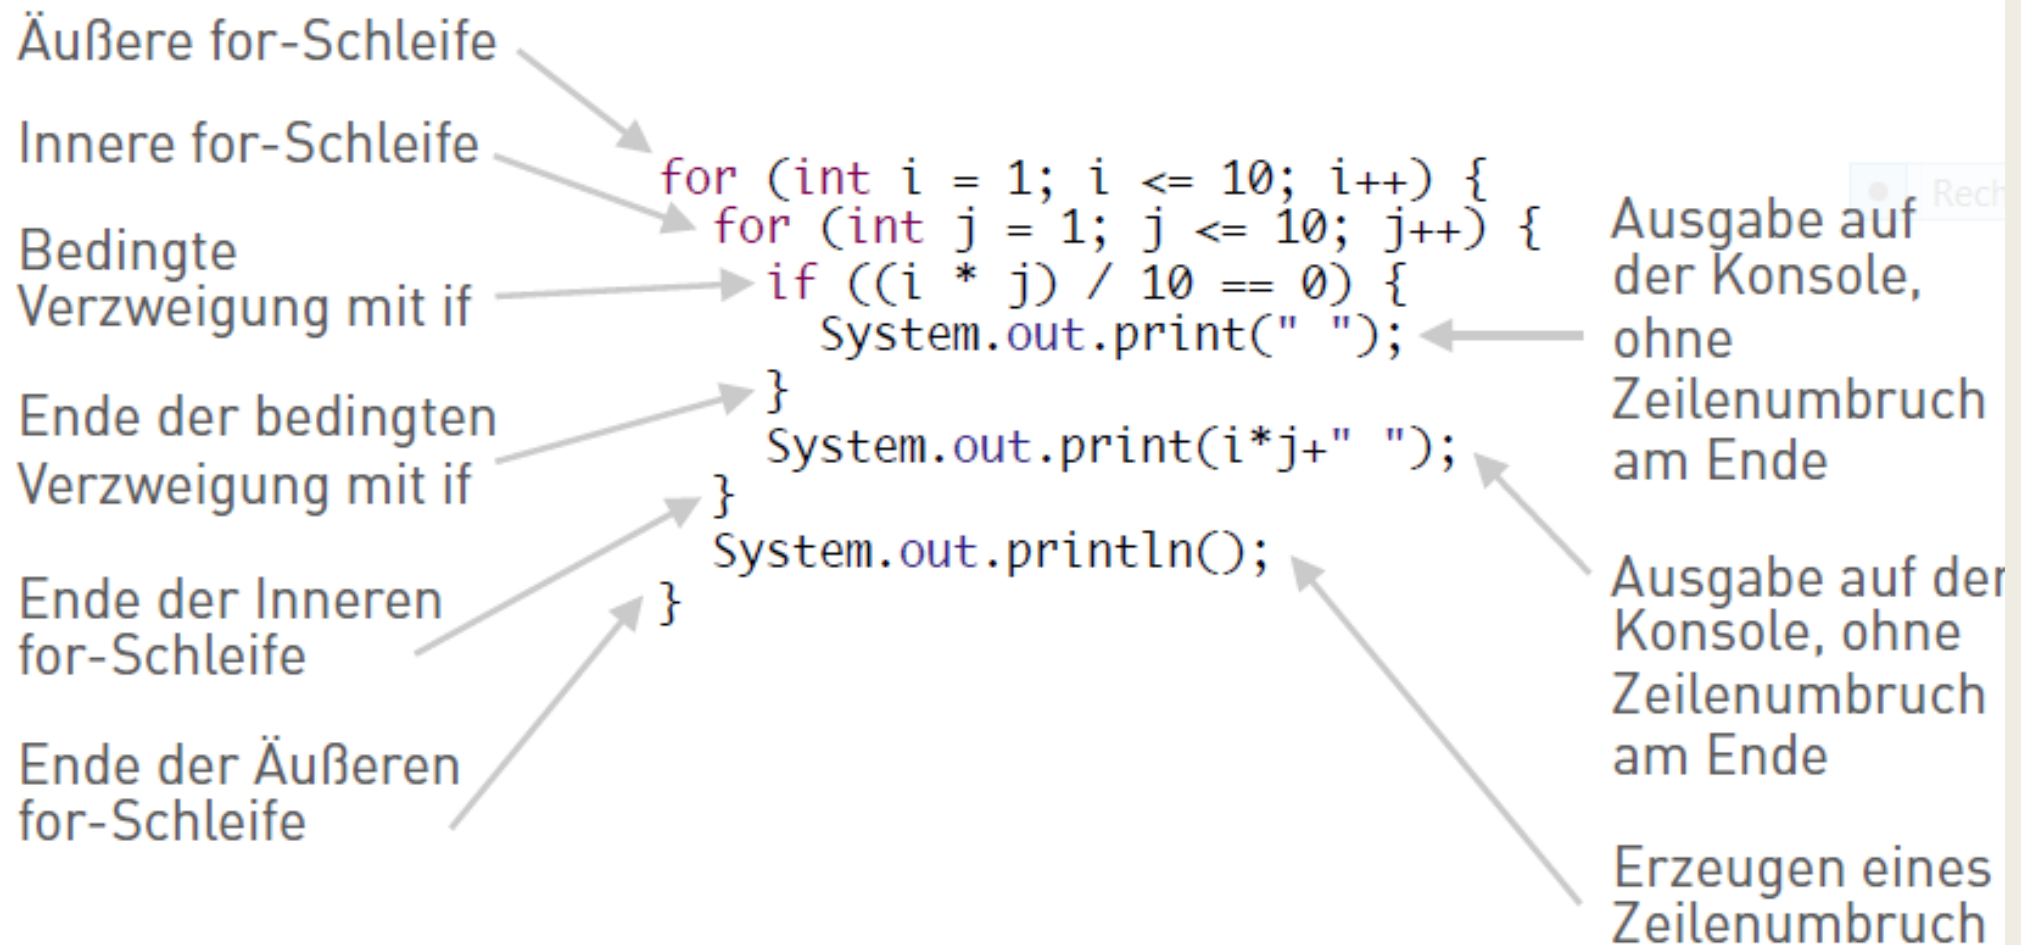 Äußere for-Schleife
Innere for-Schleife
Bedingte
Verzweigung mit if
Ende der bedingten
Verzweigung mit if
Ende der Inneren
for-Schleife
Ende der Äußeren
for-Schleife
for (int i = 1; i <= 10; i++) {
for (int j = 1; j <= 10; j++) {
if ((i * j) / 10 == 0) {
System.out.print(" ");
}
System.out.print(i*j+" ");
}
System.out.println();
}
Rech
Ausgabe auf
der Konsole,
ohne
Zeilenumbruch
am Ende
Ausgabe auf der
Konsole, ohne
Zeilenumbruch
am Ende
Erzeugen eines
Zeilenumbruch